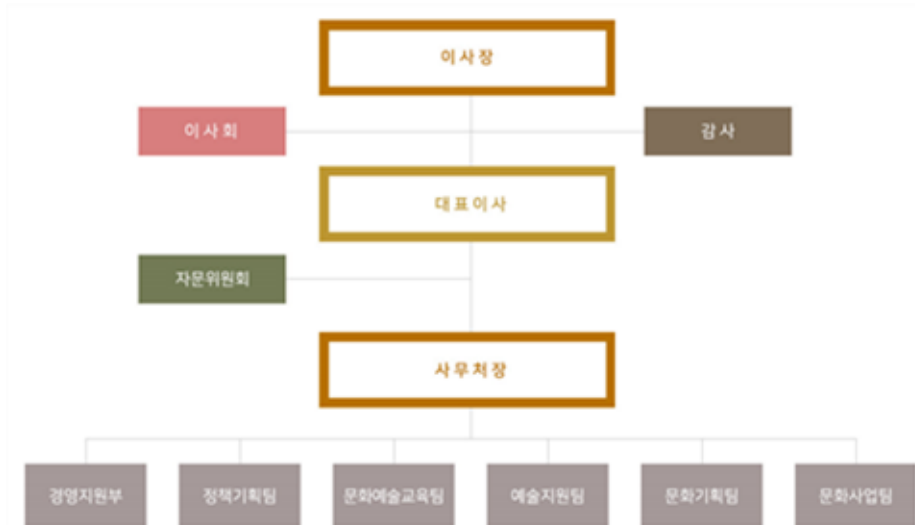 이사장
이사회
감사
대표이사
자문위원회
사무처장
경영지원부
정책기획팀
문화예술교육팀
예술지원팀
문화기획팀
문화사업팀